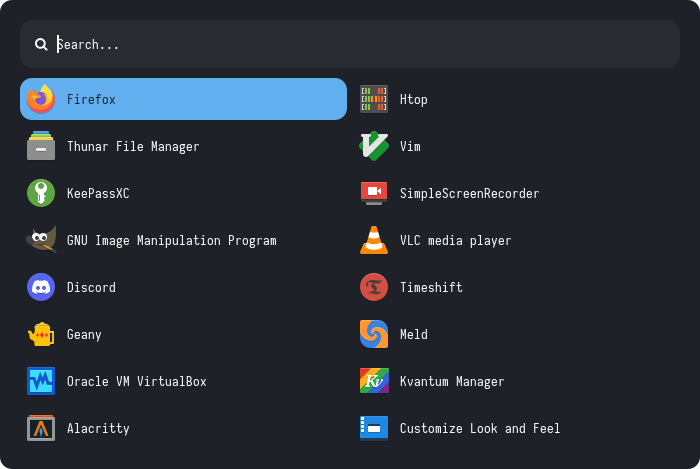 Search...
Firefox
Htop
Thunar File Manager
Vim
KeePassXC
SimpleScreenRecorder
GNU Image Manipulation Program
VLC media player
Discord
Timeshift
Geany
Meld
Oracle VM VirtualBox
Kv
Kvantum Manager
Alacritty
Customize Look and Feel